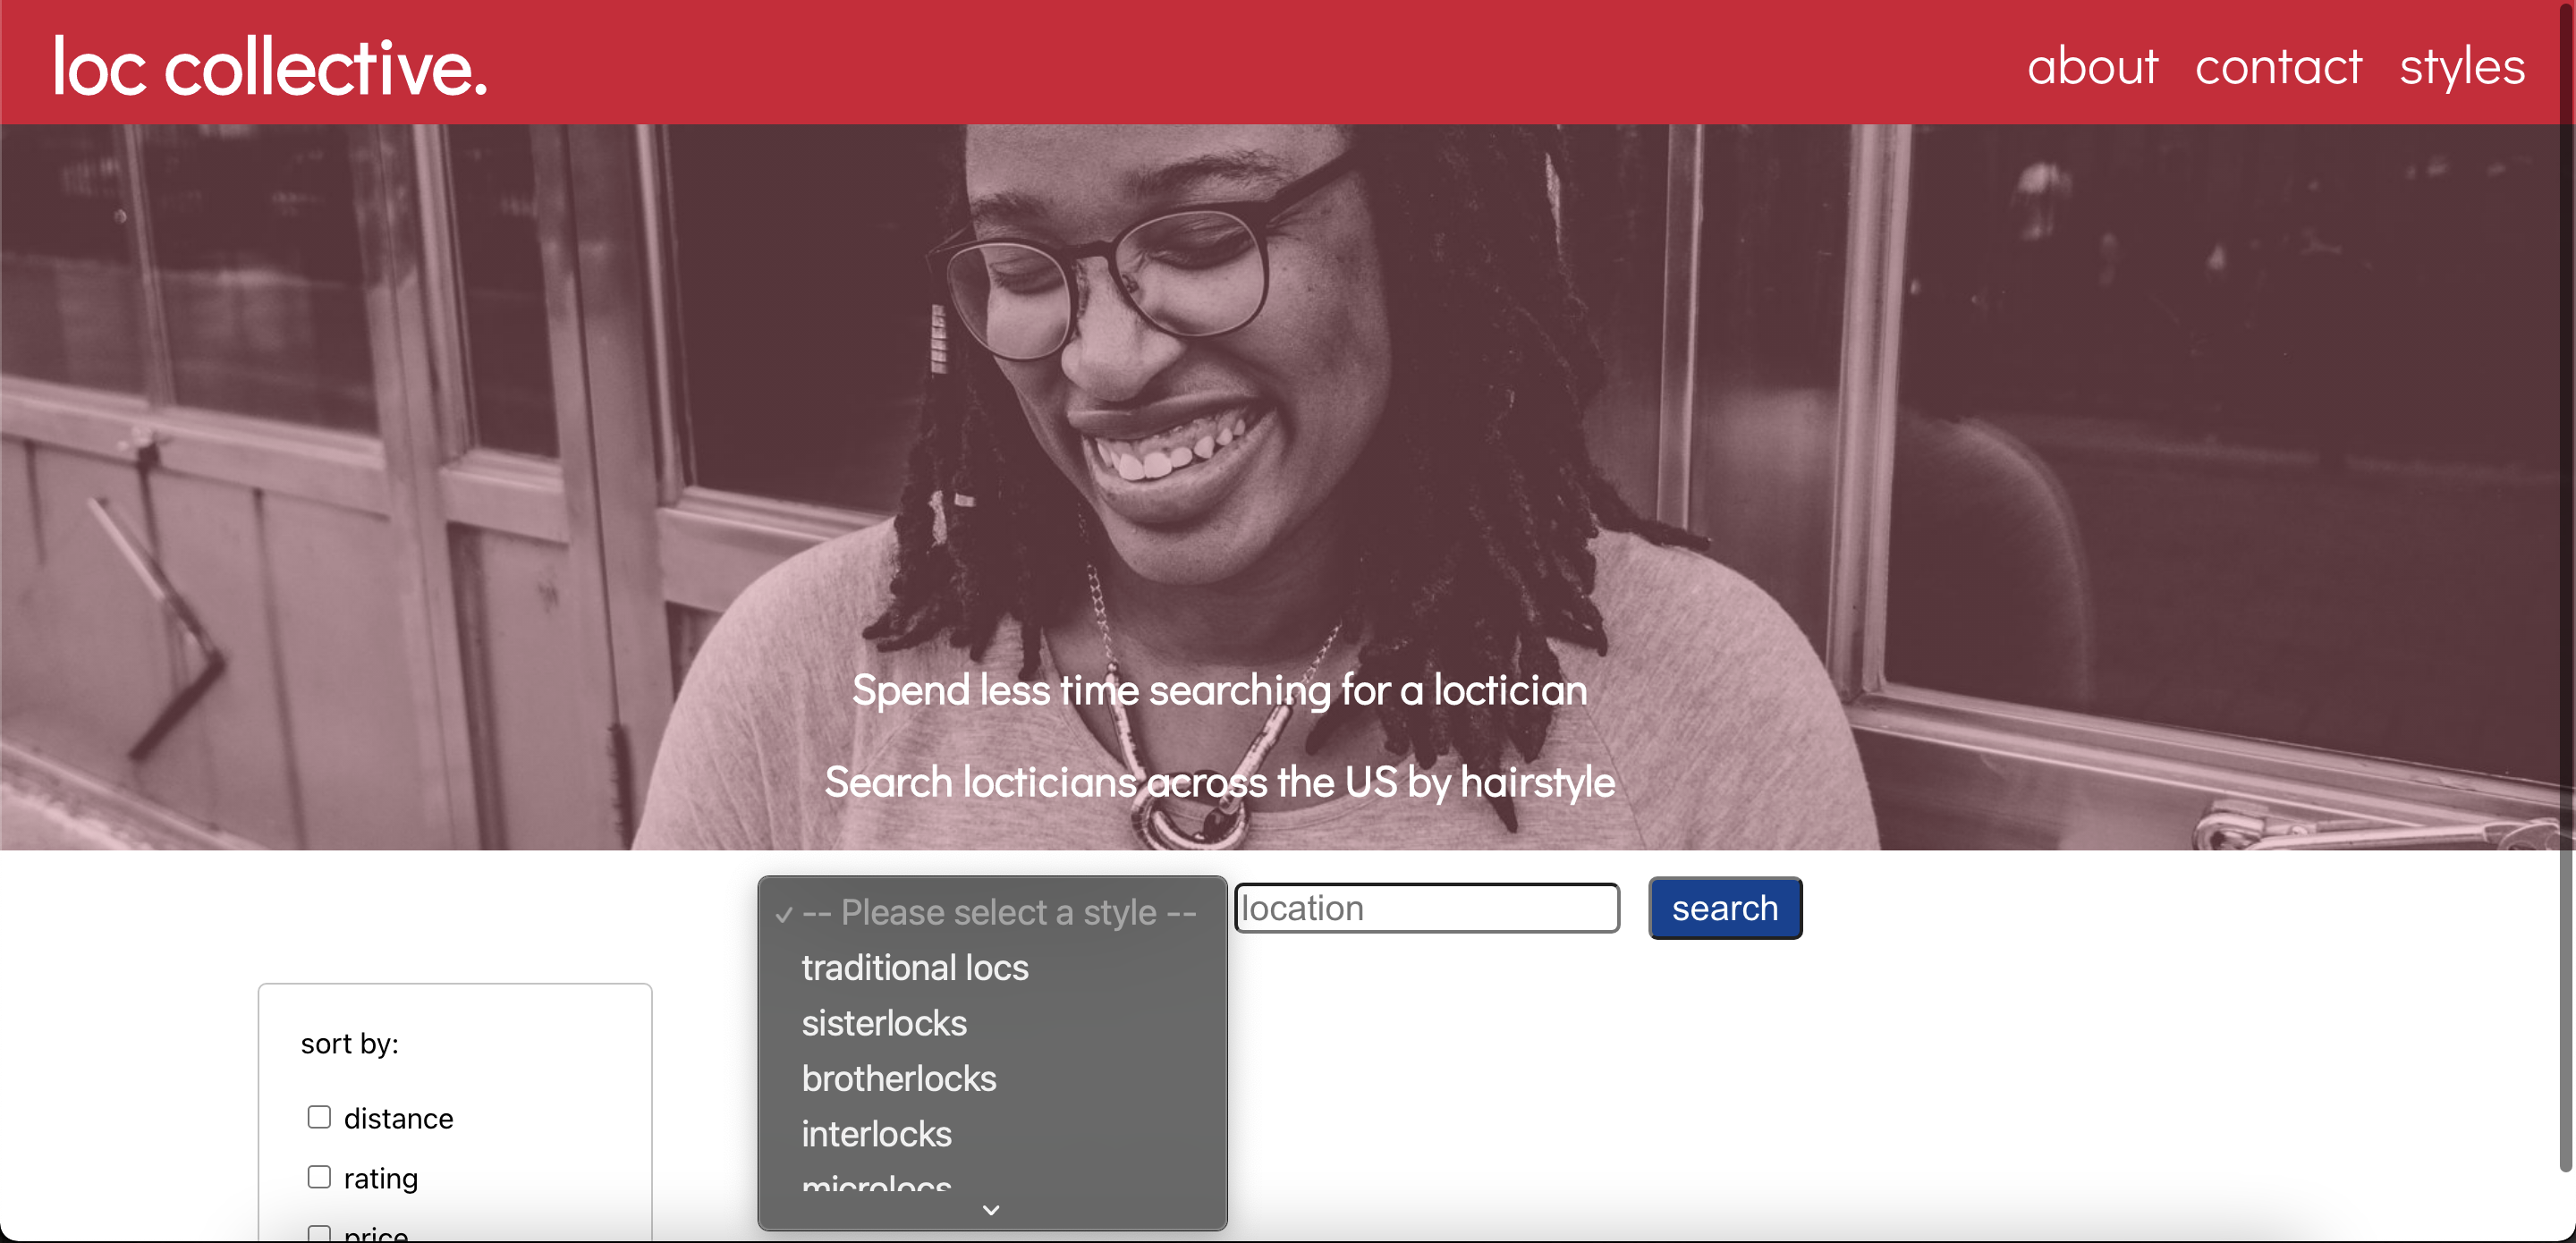 loc collective.
about contact styles
Spend less time searching for a loctician
Search locticians across the US by hairstyle
✓ -- Please select a style --
traditional locs
sisterlocks
brotherlocks
interlocks
microlocs
location
search
sort by:
distance
rating
price